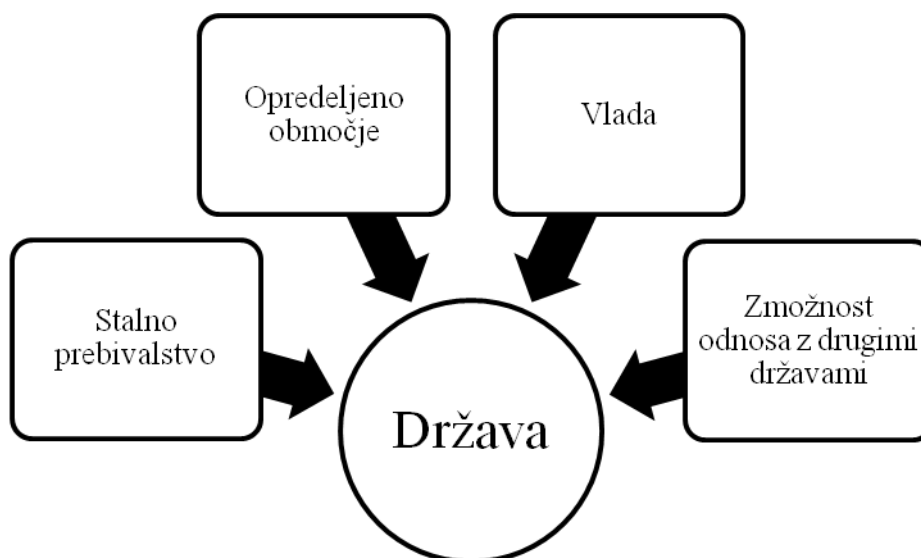 Opredeljeno
območje
Vlada
Stalno
prebivalstvo
Zmožnost
odnosa z drugimi
državami
Država